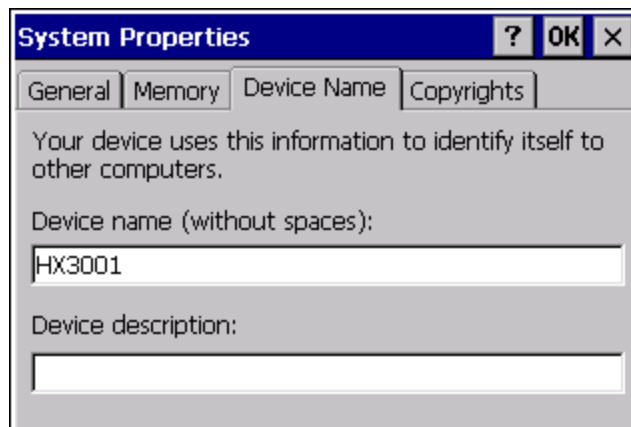 System Properties ? OK ×
General Memory Device Name Copyrights
Your device uses this information to identify itself to
other computers.
Device name (without spaces):
HX3001
Device description: